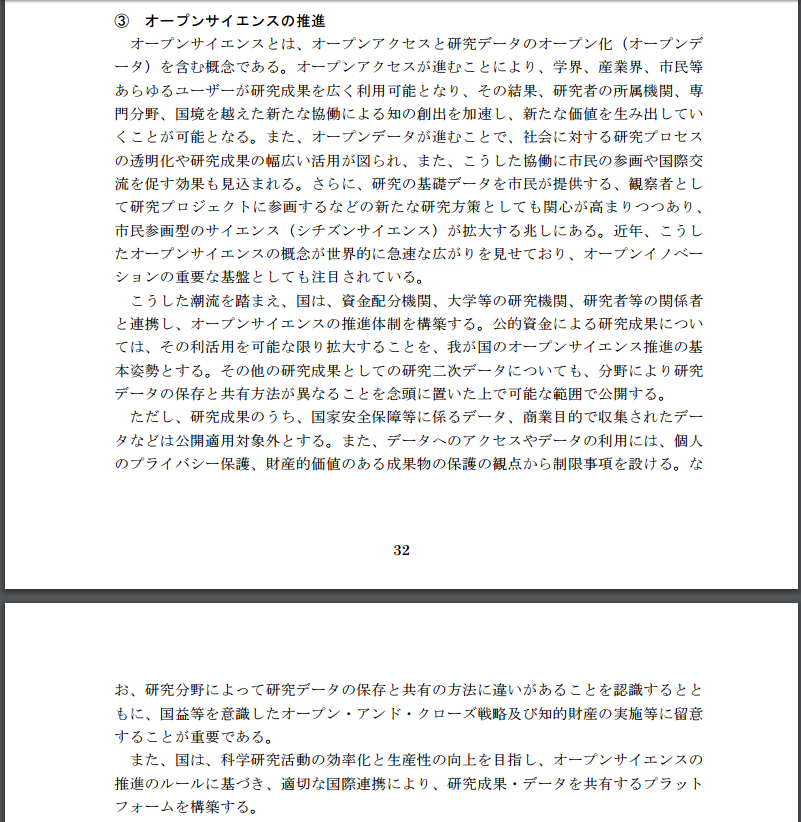 ③　オープンサイエンスの推進
　オープンサイエンスとは、オープンアクセスと研究データのオープン化（オープンデ
ータ）を含む概念である。オープンアクセスが進むことにより、学界、産業界、市民等
あらゆるユーザーが研究成果を広く利用可能となり、その結果、研究者の所属機関、専
門分野、国境を越えた新たな協働による知の創出を加速し、新たな価値を生み出してい
くことが可能となる。また、オープンデータが進むことで、社会に対する研究プロセス
の透明化や研究成果の幅広い活用が図られ、また、こうした協働に市民の参画や国際交
流を促す効果も見込まれる。さらに、研究の基礎データを市民が提供する、観察者とし
て研究プロジェクトに参画するなどの新たな研究方策としても関心が高まりつつあり、
市民参画型のサイエンス（シチズンサイエンス）が拡大する兆しにある。近年、こうし
たオープンサイエンスの概念が世界的に急速な広がりを見せており、オープンイノベー
ションの重要な基盤としても注目されている。
　こうした潮流を踏まえ、国は、資金配分機関、大学等の研究機関、研究者等の関係者
と連携し、オープンサイエンスの推進体制を構築する。公的資金による研究成果につい
ては、その利活用を可能な限り拡大することを、我が国のオープンサイエンス推進の基
本姿勢とする。その他の研究成果としての研究二次データについても、分野により研究
データの保存と共有方法が異なることを念頭に置いた上で可能な範囲で公開する。
　ただし、研究成果のうち、国家安全保障等に係るデータ、商業目的で収集されたデー
タなどは公開適用対象外とする。また、データへのアクセスやデータの利用には、個人
のプライバシー保護、財産的価値のある成果物の保護の観点から制限事項を設ける。な
32
お、研究分野によって研究データの保存と共有の方法に違いがあることを認識するとと
もに、国益等を意識したオープン・アンド・クローズ戦略及び知的財産の実施等に留意
することが重要である。
　また、国は、科学研究活動の効率化と生産性の向上を目指し、オープンサイエンスの
推進のルールに基づき、適切な国際連携により、研究成果・データを共有するプラット
フォームを構築する。